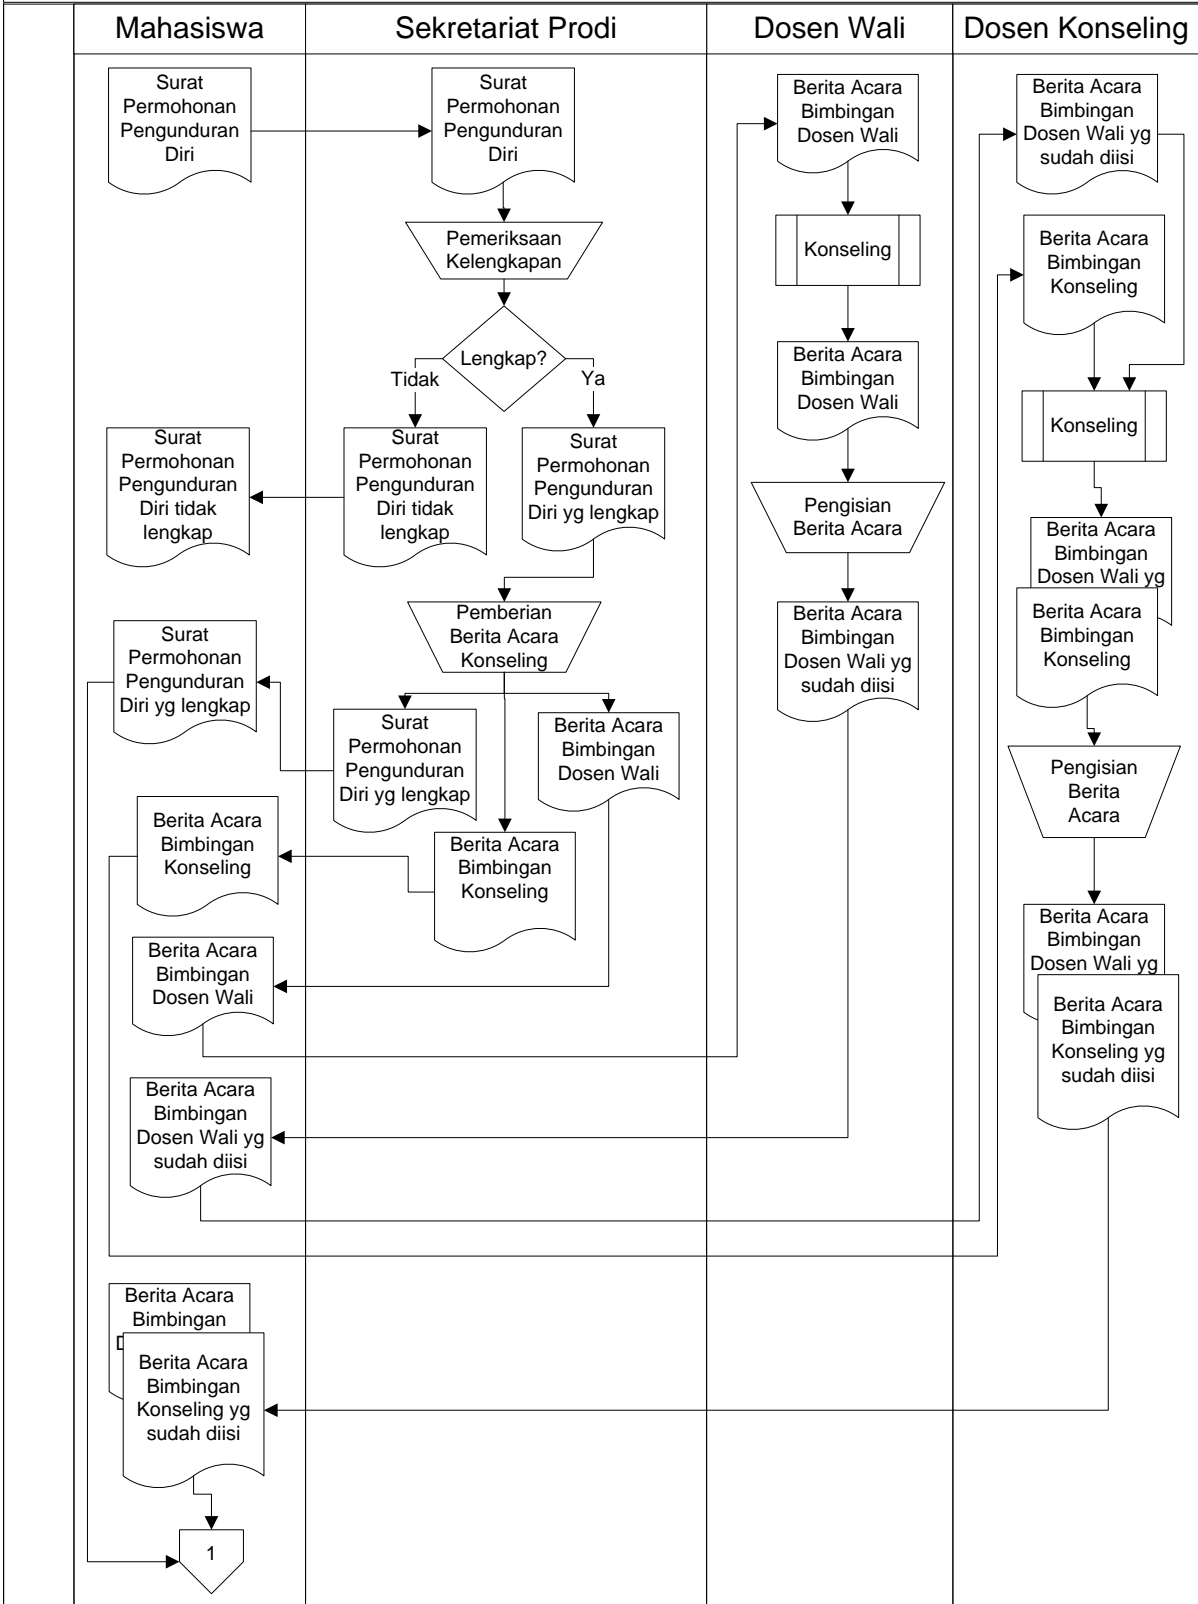 Mahasiswa
Sekretariat Prodi
Dosen Wali
Dosen Konseling
Surat
Permohonan
Pengunduran
Diri
Surat
Permohonan
Pengunduran
Diri
Pemeriksaan
Kelengkapan
Lengkap?
Tidak
Ya
Surat
Permohonan
Pengunduran
Diri tidak
lengkap
Surat
Permohonan
Pengunduran
Diri tidak
lengkap
Surat
Permohonan
Pengunduran
Diri yg lengkap
Pemberian
Berita Acara
Konseling
Surat
Permohonan
Pengunduran
Diri yg lengkap
Surat
Permohonan
Pengunduran
Diri yg lengkap
Berita Acara
Bimbingan
Dosen Wali
Berita Acara
Bimbingan
Konseling
Berita Acara
Bimbingan
Konseling
Berita Acara
Bimbingan
Dosen Wali
Berita Acara
Bimbingan
Dosen Wali yg
sudah diisi
Berita Acara
Bimbingan
Berita Acara
Bimbingan
Konseling yg
sudah diisi
1
Berita Acara
Bimbingan
Dosen Wali
Konseling
Berita Acara
Bimbingan
Dosen Wali
Pengisian
Berita Acara
Berita Acara
Bimbingan
Dosen Wali yg
sudah diisi
Berita Acara
Bimbingan
Dosen Wali yg
sudah diisi
Berita Acara
Bimbingan
Konseling
Konseling
Berita Acara
Bimbingan
Dosen Wali yg
Berita Acara
Bimbingan
Konseling
Pengisian
Berita
Acara
Berita Acara
Bimbingan
Dosen Wali yg
Berita Acara
Bimbingan
Konseling yg
sudah diisi